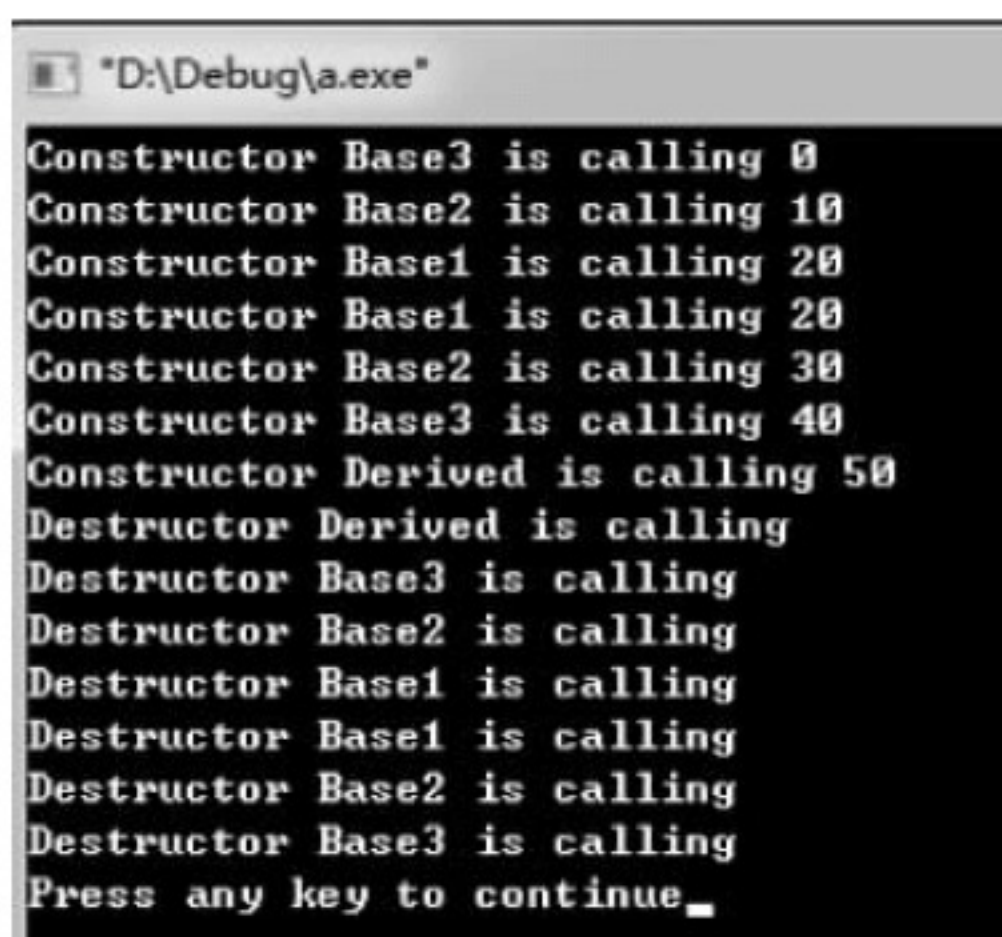 "D:\Debug\a.exe"
Constructor Base3 is calling 0
Constructor Base2 is calling 10
Constructor Base1 is calling 20
Constructor Base1 is calling 20
Constructor Base2 is calling 30
Constructor Base3 is calling 40
Constructor Derived is calling 50
Destructor Derived is calling
Destructor Base3 is calling
Destructor Base2 is calling
Destructor Base1 is calling
Destructor Base1 is calling
Destructor Base2 is calling
Destructor Base3 is calling
Press any key to continue_